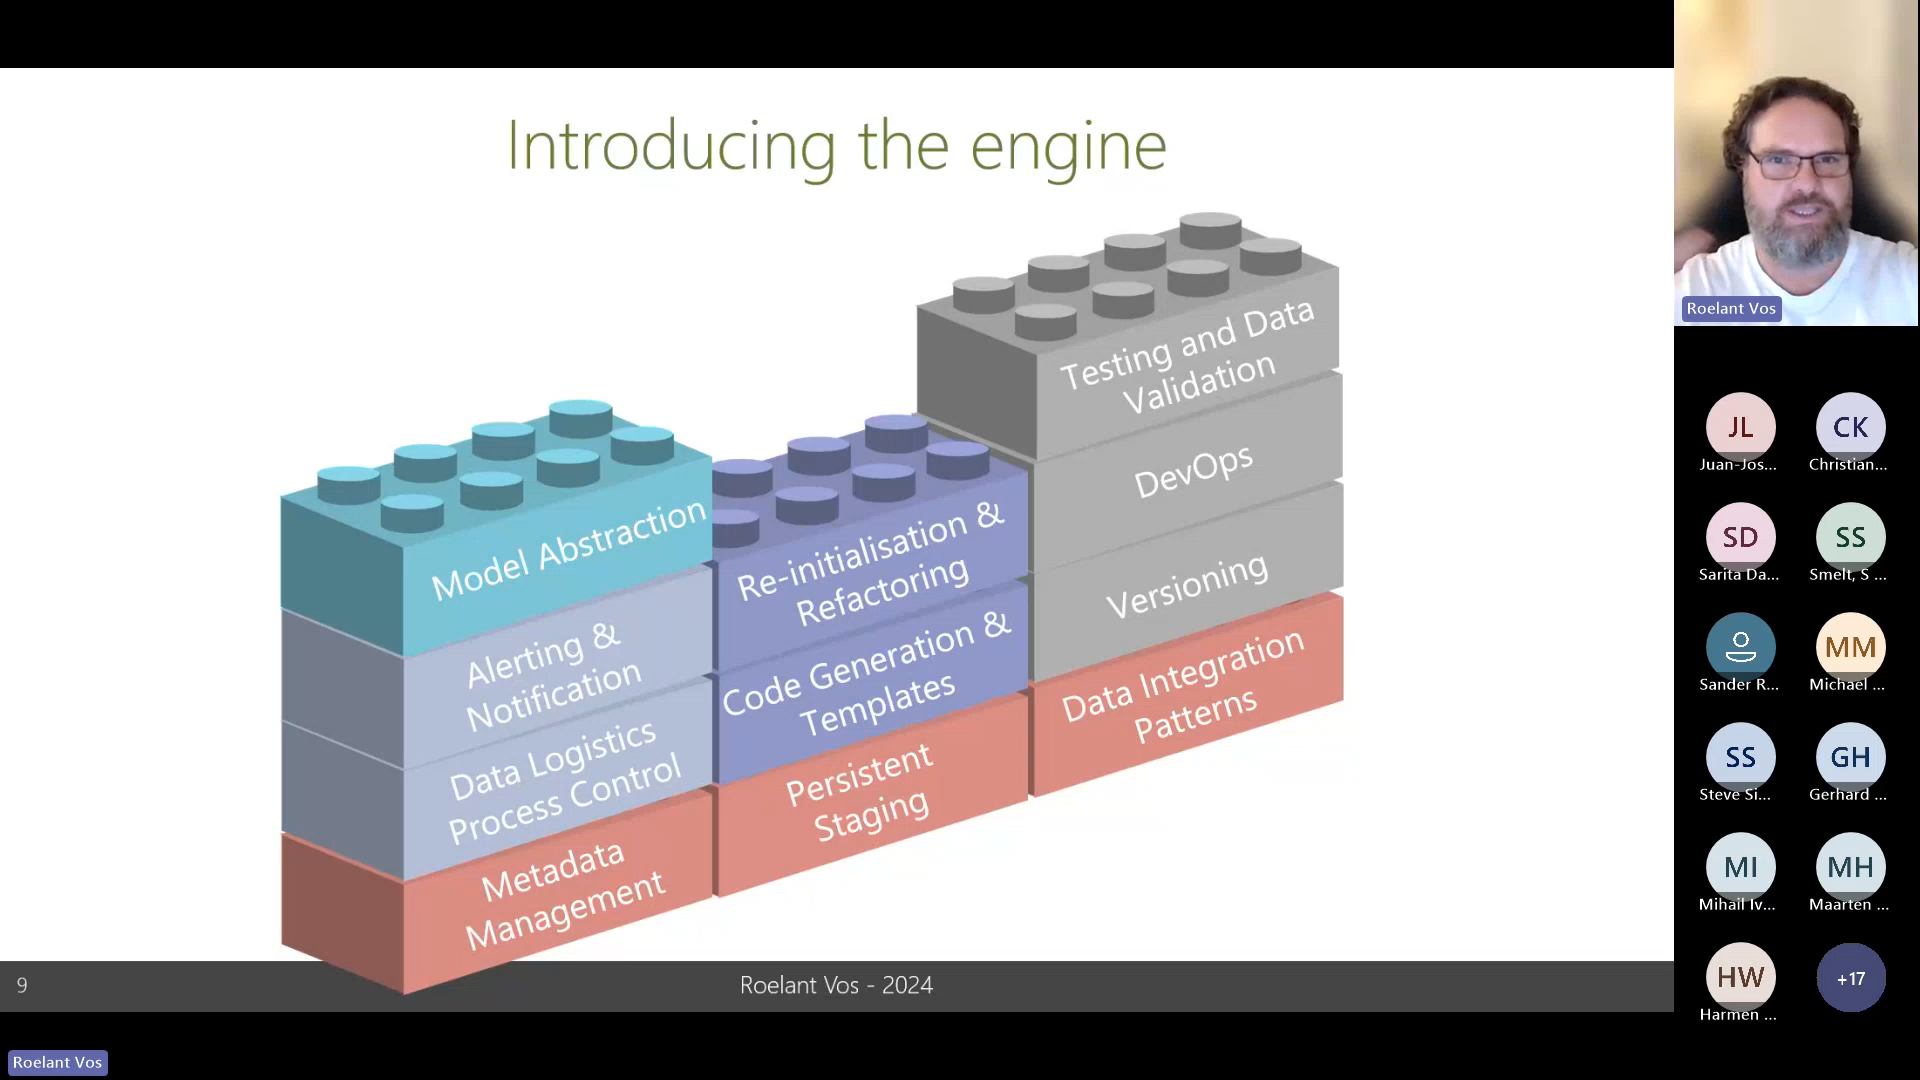 Introducing the engine
Testing and Data
Validation
DevOps
Versioning
Data Integration
Patterns
Re-initialisation &
Refactoring
Code Generation &
Templates
Persistent
Staging
Model Abstraction
Alerting &
Notification
Data Logistics
Process Control
Metadata
Management
9
Roelant Vos - 2024
Roelant Vos
Roelant Vos
JL
Juan-Jos...
CK
Christian...
SD
Sarita Da...
SS
Smelt, S ...
Sander R...
MM
Michael ...
SS
Steve Si...
GH
Gerhard ...
MI
Mihail Iv...
MH
Maarten ...
HW
Harmen ...
+17